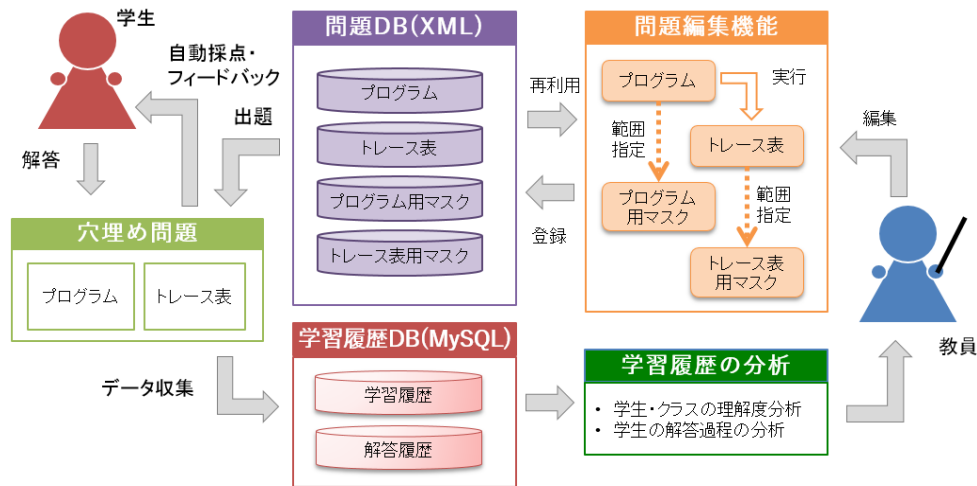 学生
自動採点・
フィードバック
出題
解答
穴埋め問題
プログラム
トレース表
データ収集
問題DB(XML)
プログラム
トレース表
プログラム用マスク
トレース表用マスク
再利用
登録
問題編集機能
プログラム
実行
範囲
指定
トレース表
プログラム
用マスク
範囲
指定
トレース表
用マスク
編集
教員
学習履歴DB(MySQL)
学習履歴
解答履歴
学習履歴の分析
• 学生・クラスの理解度分析
• 学生の解答過程の分析